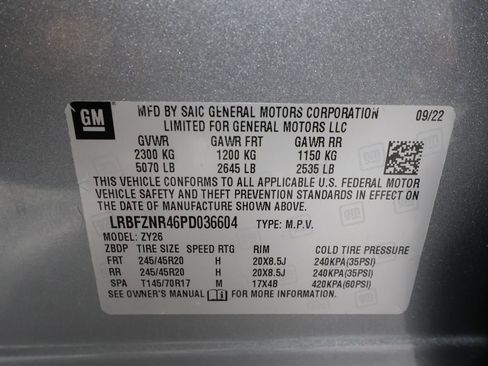 GM
MFD BY SAIC GENERAL MOTORS CORPORATION 09/22
LIMITED FOR GENERAL MOTORS LLC
GVWR GAWR FRT GAWR RR
2300 KG 1200 KG 1150 KG
5070 LB 2645 LB 2535 LB
THIS VEHICLE CONFORMS TO ALL APPLICABLE U.S. FEDERAL MOTOR
VEHICLE SAFETY AND THEFT PREVENTION STANDARDS IN EFFECT ON
THE DATE OF MANUFACTURE SHOWN ABOVE.
LRBFZNR46PD036604 TYPE: M.P.V.
MODEL: ZY26
ZBDP TIRE SIZE SPEED RTG RIM COLD TIRE PRESSURE
FRT 245/45R20 H 20X8.5J 240KPA(35PSI)
RR 245/45R20 H 20X8.5J 240KPA(35PSI)
SPA T145/70R17 M 17X4B 420KPA(60PSI)
SEE OWNER'S MANUAL FOR MORE INFORMATION